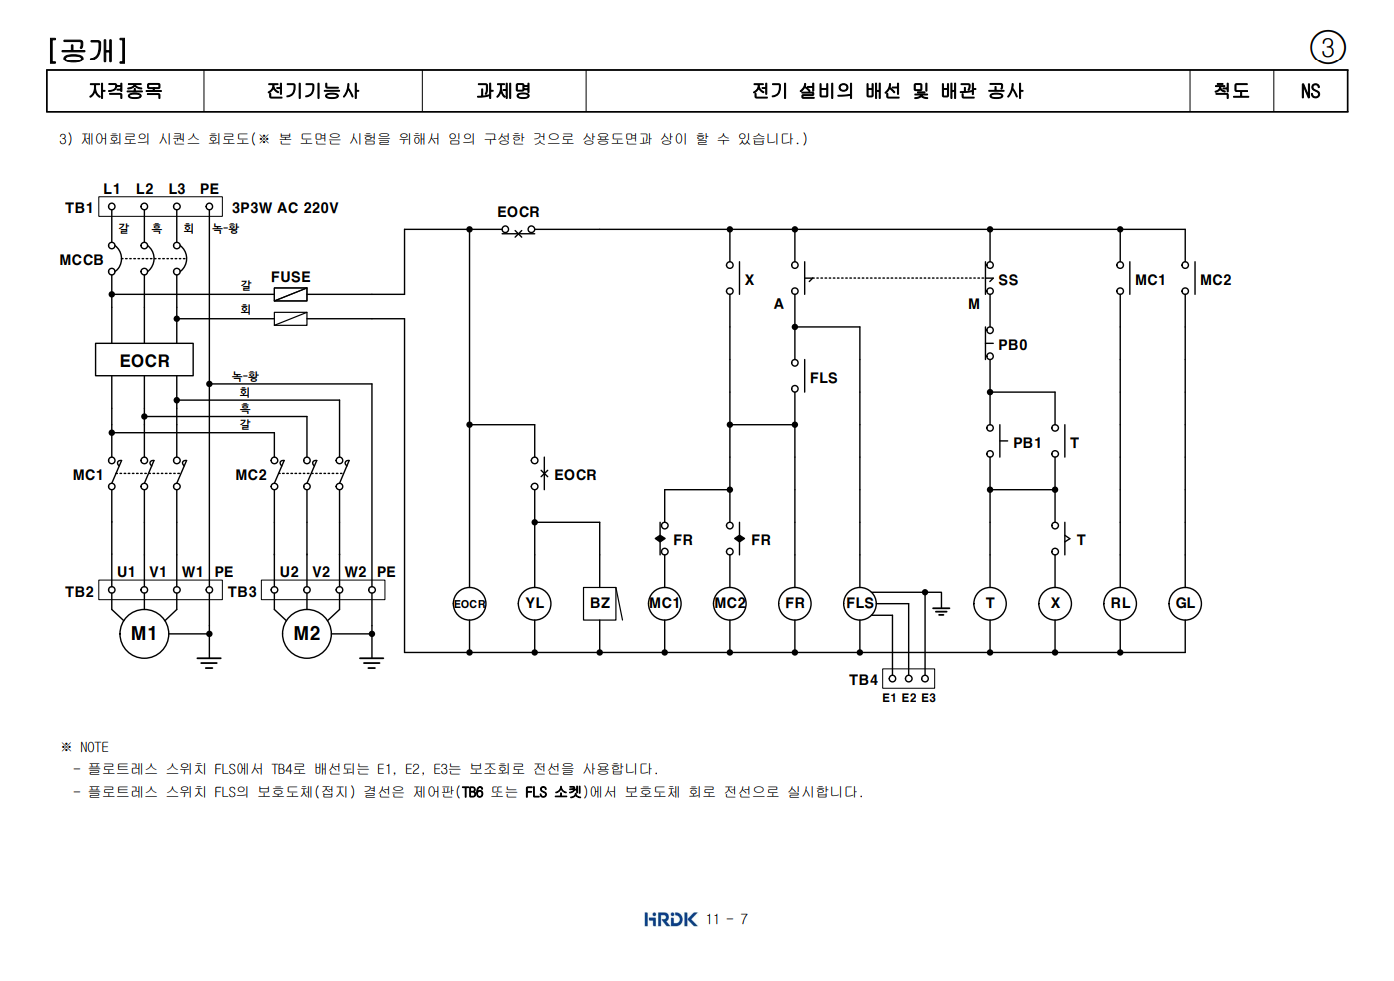 [공개]
③
자격종목 전기기능사 과제명 전기 설비의 배선 및 배관 공사 척도 NS
3) 제어회로의 시퀀스 회로도(※ 본 도면은 시험을 위해서 임의 구성한 것으로 상용도면과 상이 할 수 있습니다.)
L1 L2 L3 PE
TB1 3P3W AC 220V
갈 흑 회 녹-황
EOCR
MCCB
FUSE
갈
회
X
A
SS
M
MC1
MC2
PB0
EOCR
FLS
녹-황
회
흑
갈
PB1
T
MC1
MC2
EOCR
FR
FR
T
U1 V1 W1 PE
U2 V2 W2 PE
TB2
TB3
M1
M2
EOCR YL BZ MC1 MC2 FR FLS T X RL GL
TB4
E1 E2 E3
※ NOTE
- 플로트레스 스위치 FLS에서 TB4로 배선되는 E1, E2, E3는 보조회로 전선을 사용합니다.
- 플로트레스 스위치 FLS의 보호도체(접지) 결선은 제어판(TB6 또는 FLS 소켓)에서 보호도체 회로 전선으로 실시합니다.
HRDK 11 - 7